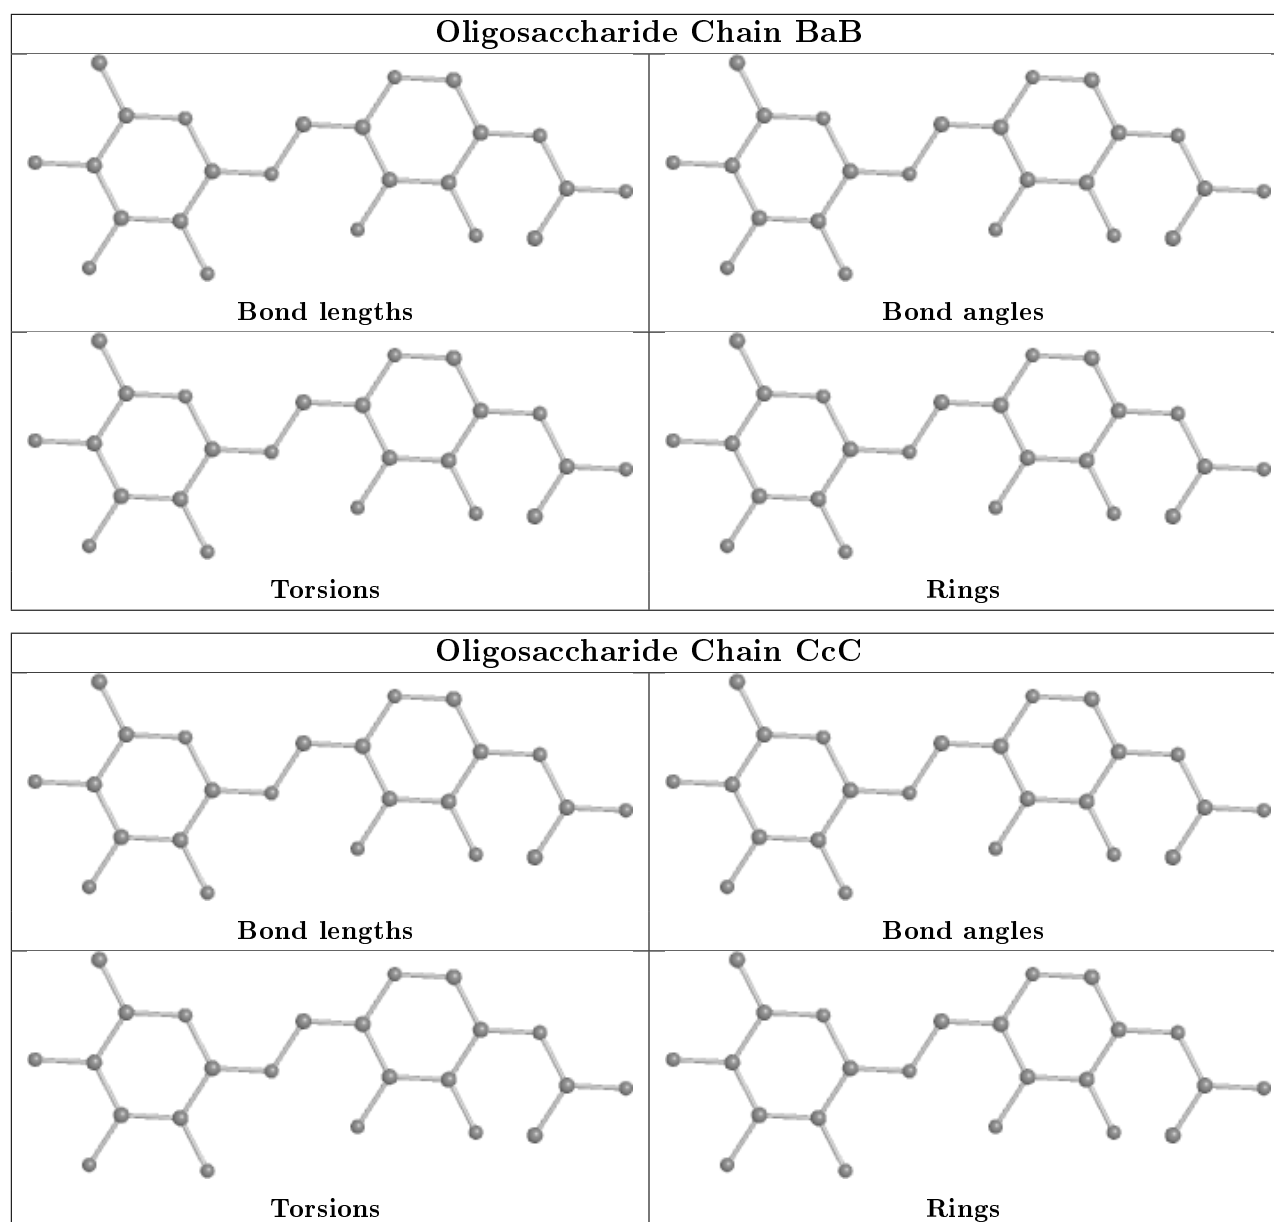 Oligosaccharide Chain BaB
Bond lengths
Bond angles
Torsions
Rings
Oligosaccharide Chain CcC
Bond lengths
Bond angles
Torsions
Rings